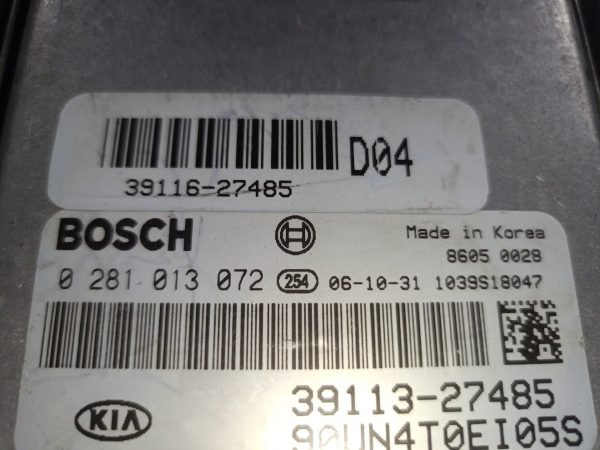 D04
39116-27485
BOSCH Made in Korea
8605 0028
0 281 013 072 254 06-10-31 1039S18047
39113-27485
KIA 90UN4T0EI05S